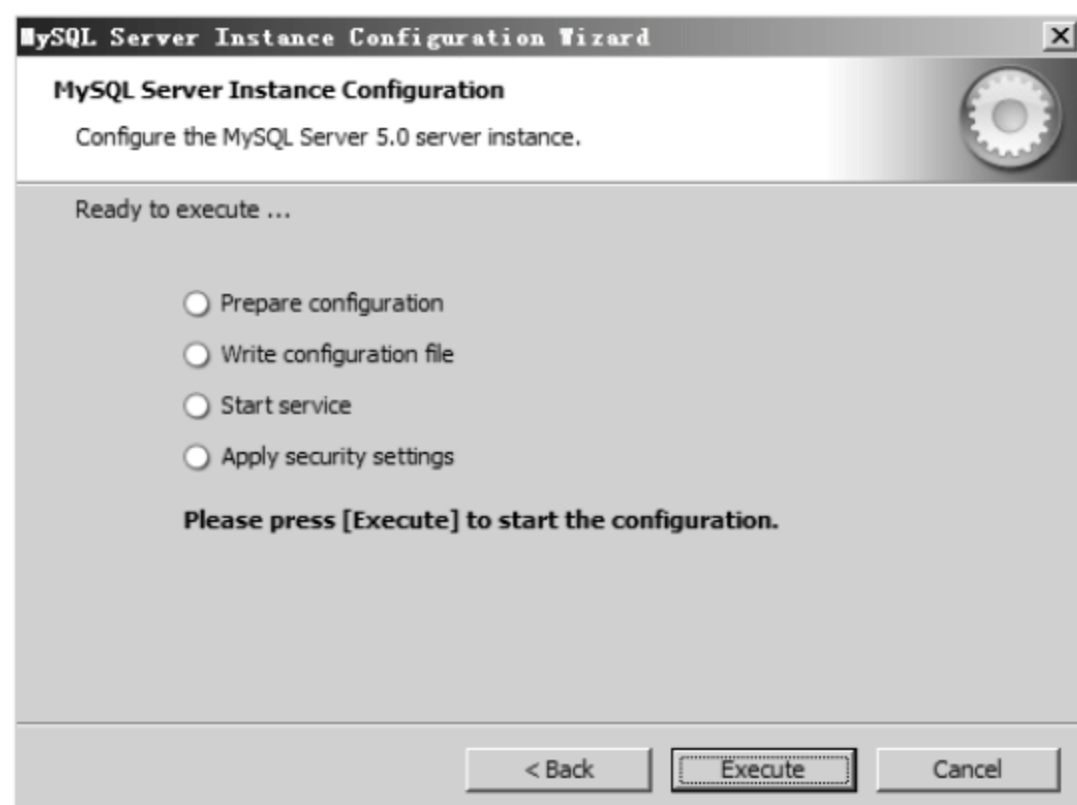 MySQL Server Instance Configuration Wizard
MySQL Server Instance Configuration
Configure the MySQL Server 5.0 server instance.
Ready to execute ...
Prepare configuration
Write configuration file
Start service
Apply security settings
Please press [Execute] to start the configuration.
< Back Execute Cancel